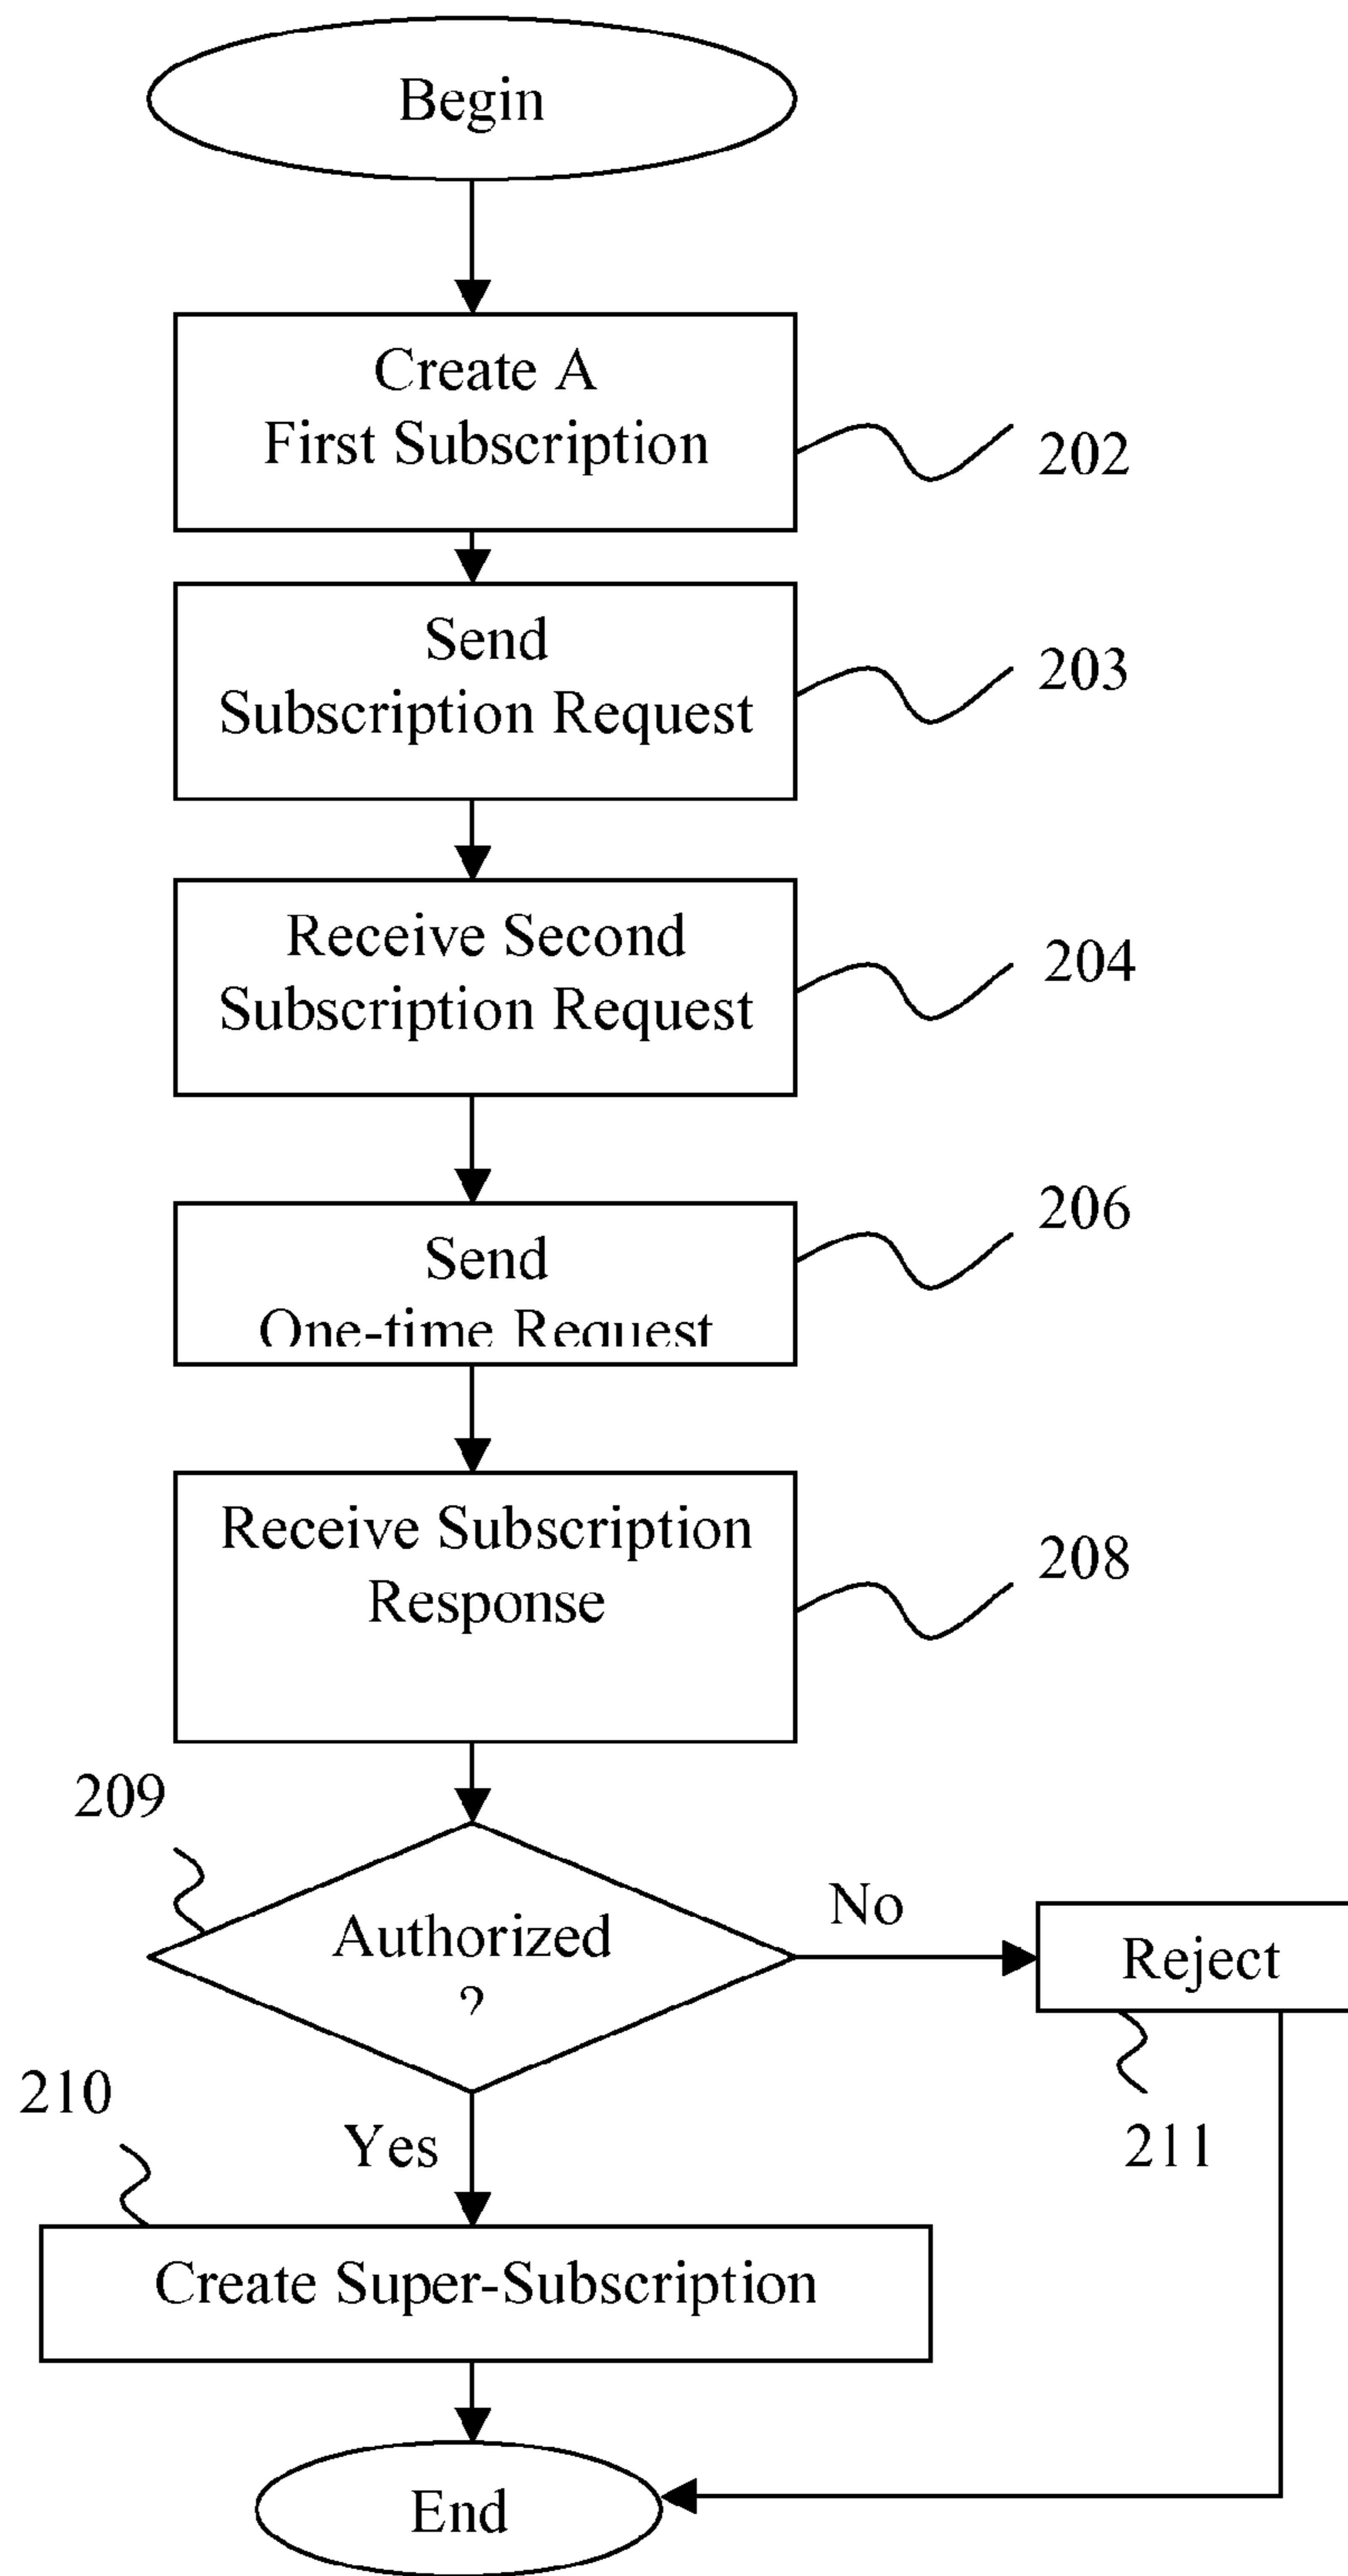 Begin
Create A
First Subscription
202
Send
Subscription Request
203
Receive Second
Subscription Request
204
206
Send
One-time Request
Receive Subscription
Response
208
209
Authorized
?
No
Reject
210
Yes
211
Create Super-Subscription
End